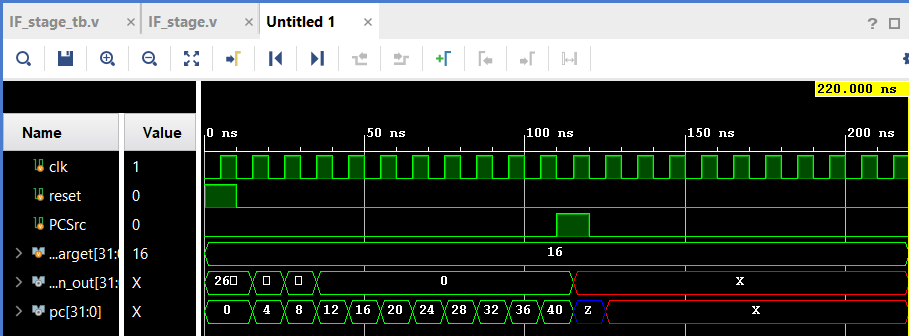 IF_stage_tb.v × IF_stage.v × Untitled 1 × ?
220.000 ns
Name Value 0 ns 50 ns 100 ns 150 ns 200 ns
clk 1
reset 0
PCSrc 0
...arget[31:0 16 16
...n_out[31: X 26 0 X
pc[31:0] X 0 4 8 12 16 20 24 28 32 36 40 Z X